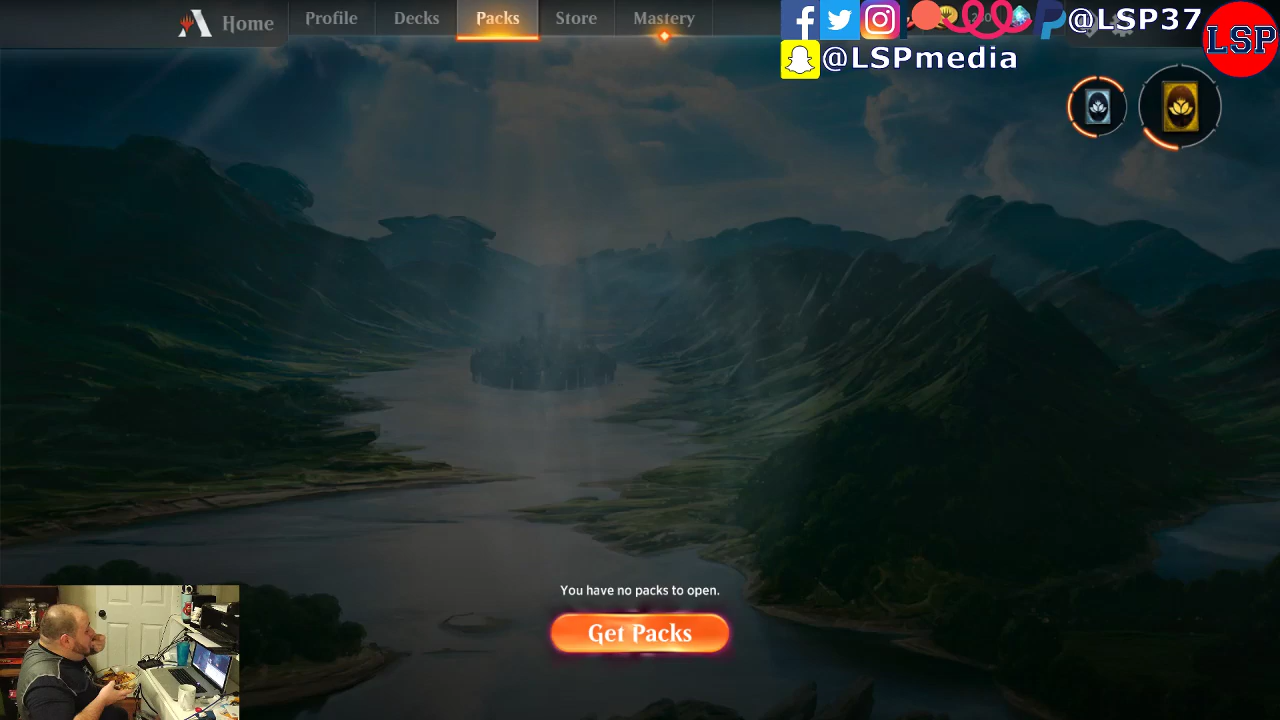 Home
Profile
Decks
Packs
Store
Mastery
@LSP37
LSP
@LSPmedia
You have no packs to open.
Get Packs